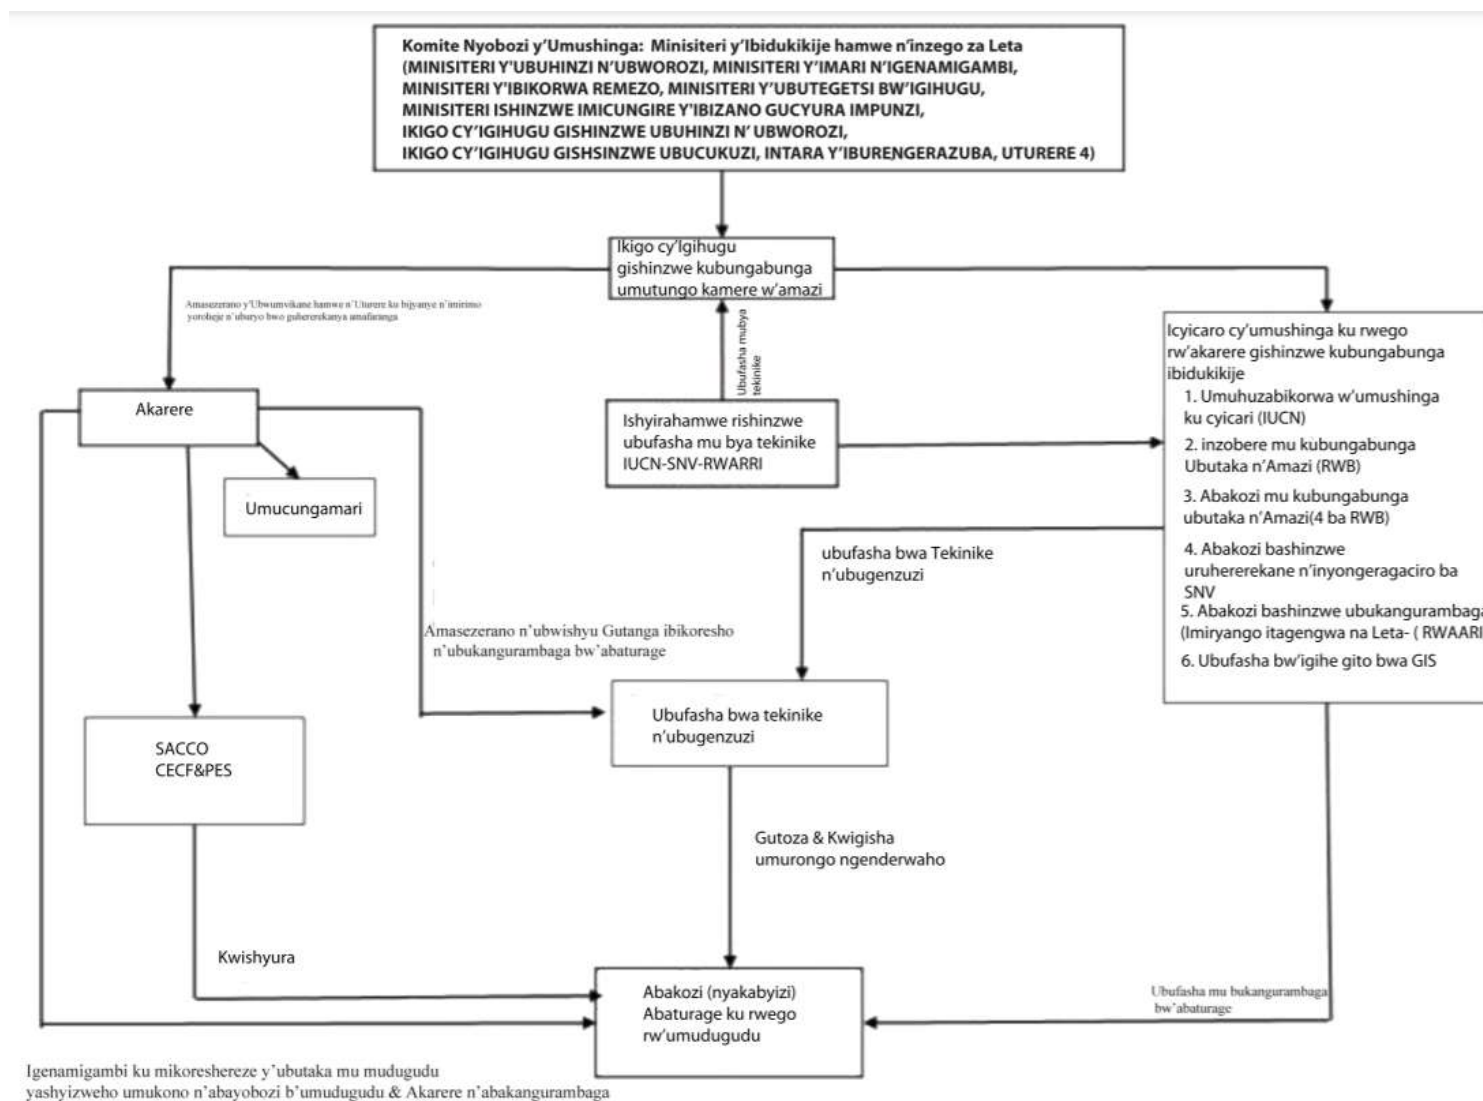 Komite Nyobozi y'Umushinga: Minisiteri y'Ibidukikije hamwe n'inzego za Leta
(MINISITERI Y'UBUHINZI N'UBWOROZI, MINISITERI Y'IMARI N'IGENAMIGAMBI,
MINISITERI Y'IBIKORWA REMEZO, MINISITERI Y'UBUTEGETSI BW'IGIHUGU,
MINISITERI ISHINZWE IMICUNGIRE Y'IBIZANO GUCYURA IMPUNZI,
IKIGO CY'IGIHUGU GISHINZWE UBUHINZI N' UBWOROZI,
IKIGO CY'IGIHUGU GISHSINZWE UBUCUKUZI, INTARA Y'IBURENGERAZUBA, UTURERE 4)
Ikigo cy'Igihugu
gishinzwe kubungabunga
umutungo kamere w'amazi
Amasezerano y'Ubwumvikane hamwe n'Uturere ku bijyanye n'imirimo
yoroheje n'uburyo bwo guhererekanya amafaranga
Ubufasha mubya
tekinike
Icyicaro cy'umushinga ku rwego
rw'akarere gishinzwe kubungabunga
ibidukikije
1. Umuhuzabikorwa w'umushinga
ku cyicari (IUCN)
2. inzobere mu kubungabunga
Ubutaka n'Amazi (RWB)
3. Abakozi mu kubungabunga
ubutaka n'Amazi(4 ba RWB)
4. Abakozi bashinzwe
uruhererekane n'inyongeragaciro ba
SNV
5. Abakozi bashinzwe ubukangurambaga
(Imiryango itagengwa na Leta- ( RWAARI
6. Ubufasha bw'igihe gito bwa GIS
Akarere
Ishyirahamwe rishinzwe
ubufasha mu bya tekinike
IUCN-SNV-RWARRI
Umucungamari
ubufasha bwa Tekinike
n'ubugenzuzi
Amasezerano n'ubwishyu Gutanga ibikoresho
n'ubukangurambaga bw'abaturage
Ubufasha bwa tekinike
n'ubugenzuzi
SACCO
CECF&PES
Gutoza & Kwigisha
umurongo ngenderwaho
Kwishyura
Abakozi (nyakabyizi)
Abaturage ku rwego
rw'umudugudu
Ubufasha mu bukangurambaga
bw'abaturage
Igenamigambi ku mikoreshereze y'ubutaka mu mudugudu
yashyizweho umukono n'abayobozi b'umudugudu & Akarere n'abakangurambaga